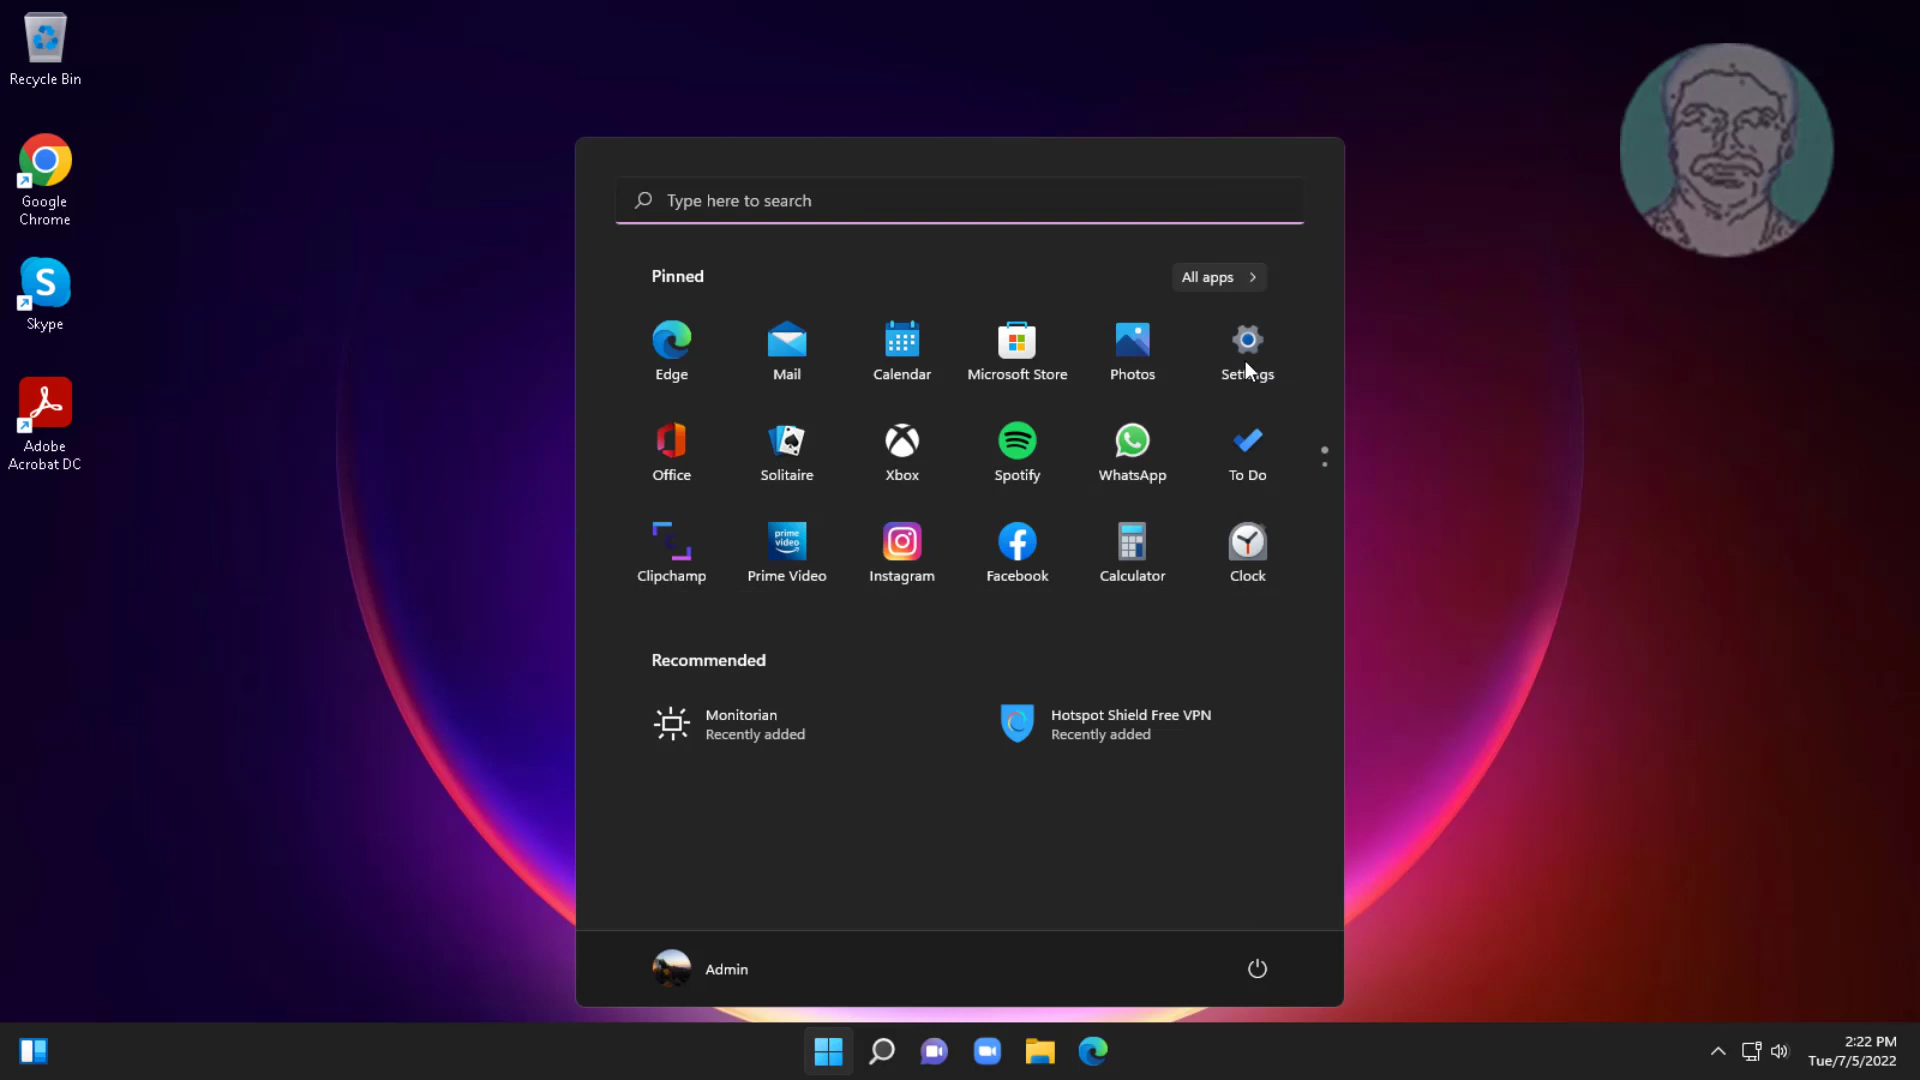 Recycle Bin
Google
Chrome
S
Skype
Adobe
Acrobat DC
Type here to search
Pinned
All apps
Edge
Mail
Calendar
Microsoft Store
Photos
Settings
Office
Solitaire
Xbox
Spotify
WhatsApp
To Do
prime
video
Clipchamp
Prime Video
Instagram
Facebook
Calculator
Clock
Recommended
Monitorian
Recently added
Hotspot Shield Free VPN
Recently added
Admin
2:22 PM
Tue/7/5/2022